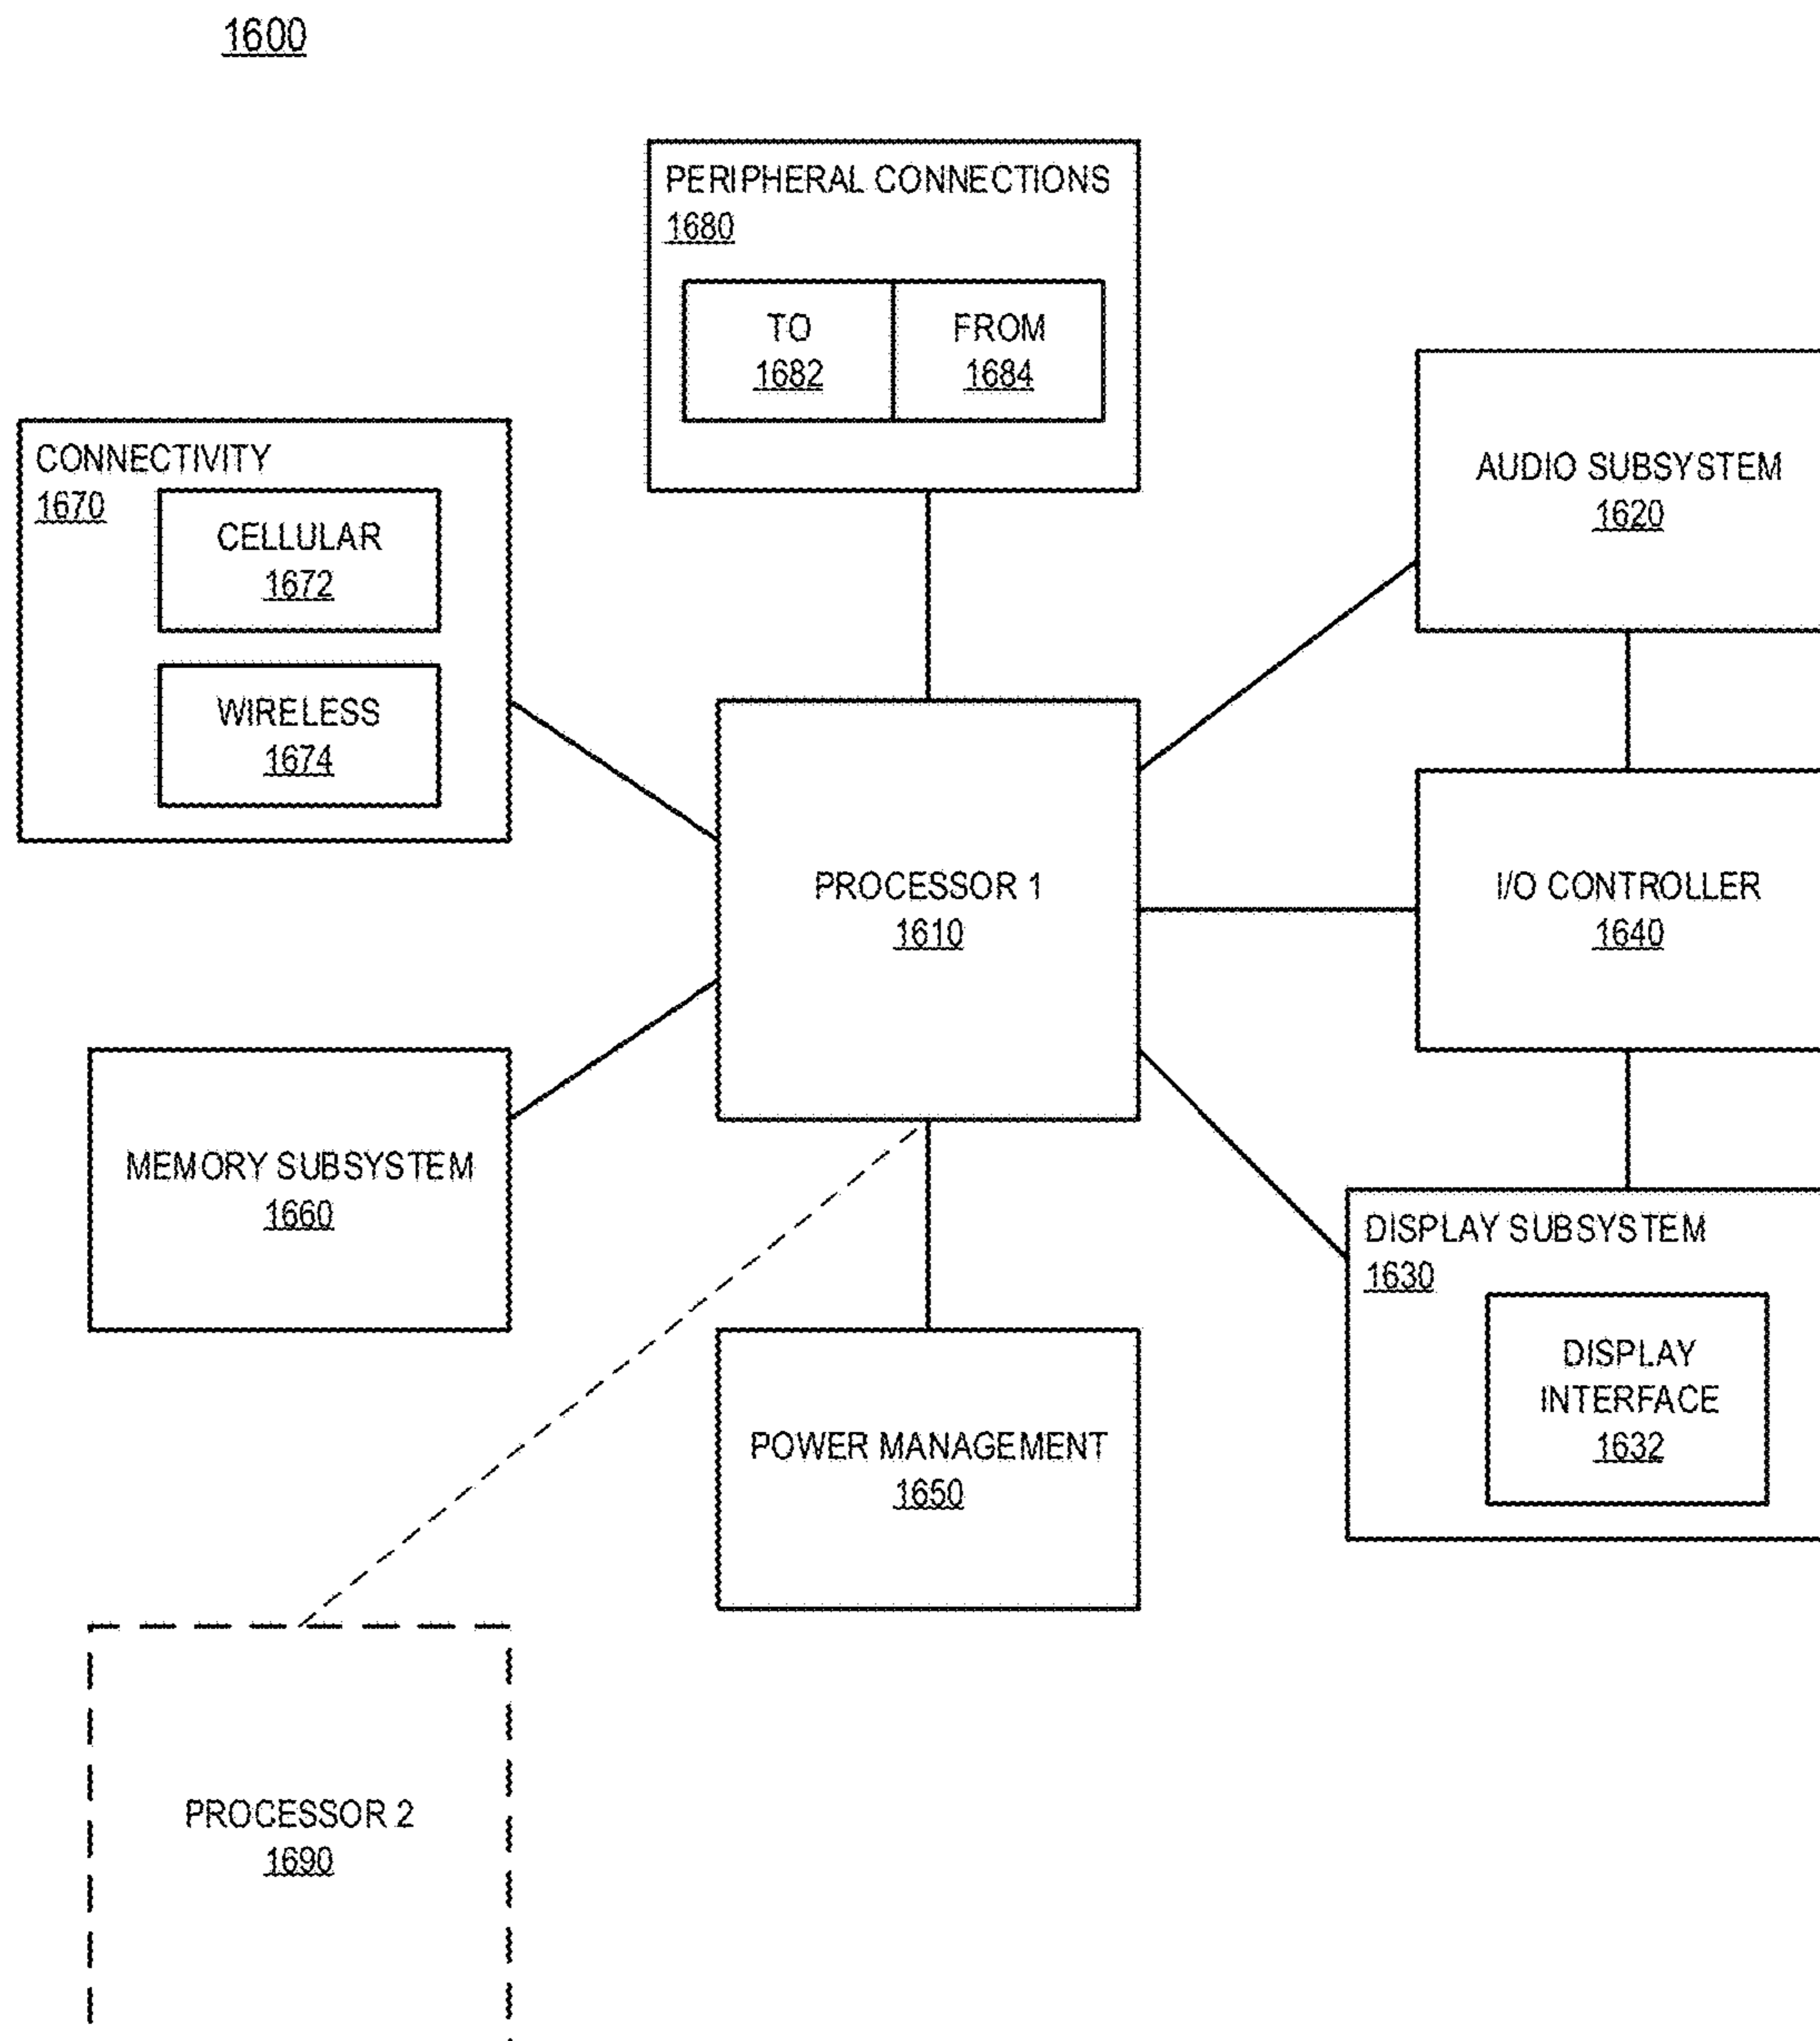 1600
PERIPHERAL CONNECTIONS
1680
TO
1682
FROM
1684
CONNECTIVITY
1670
CELLULAR
1672
WIRELESS
1674
AUDIO SUBSYSTEM
1620
PROCESSOR 1
1610
I/O CONTROLLER
1640
MEMORY SUBSYSTEM
1660
DISPLAY SUBSYSTEM
1630
DISPLAY
INTERFACE
1632
POWER MANAGEMENT
1650
PROCESSOR 2
1690